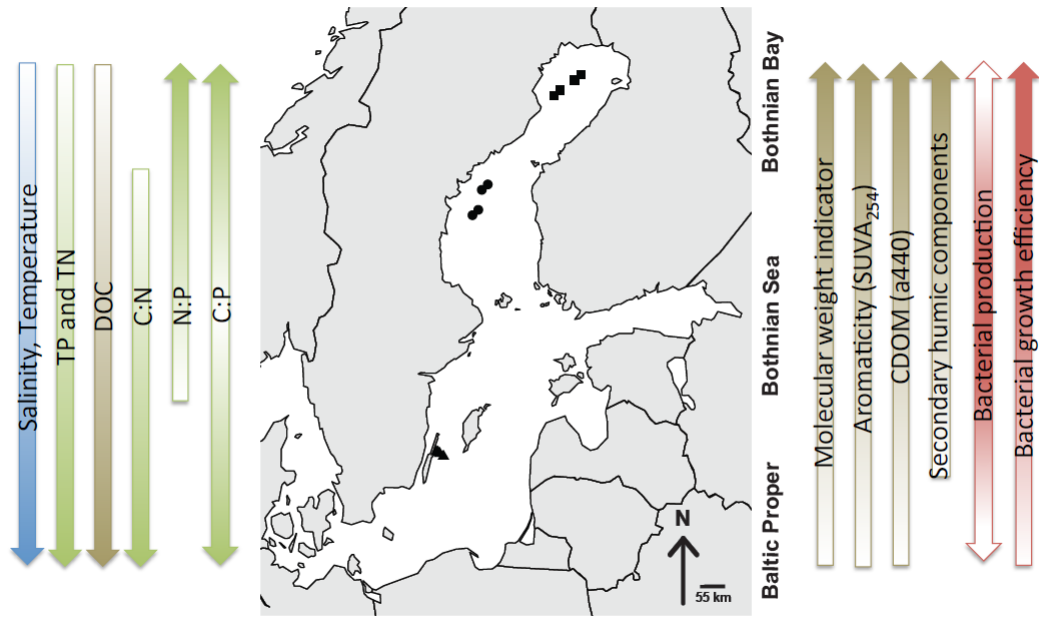 Salinity, Temperature
TP and TN
DOC
C:N
N:P
C:P
Bothnian Bay
Bothnian Sea
Baltic Proper
N
55 km
Molecular weight indicator
Aromaticity (SUVA254)
CDOM (a440)
Secondary humic components
Bacterial production
Bacterial growth efficiency